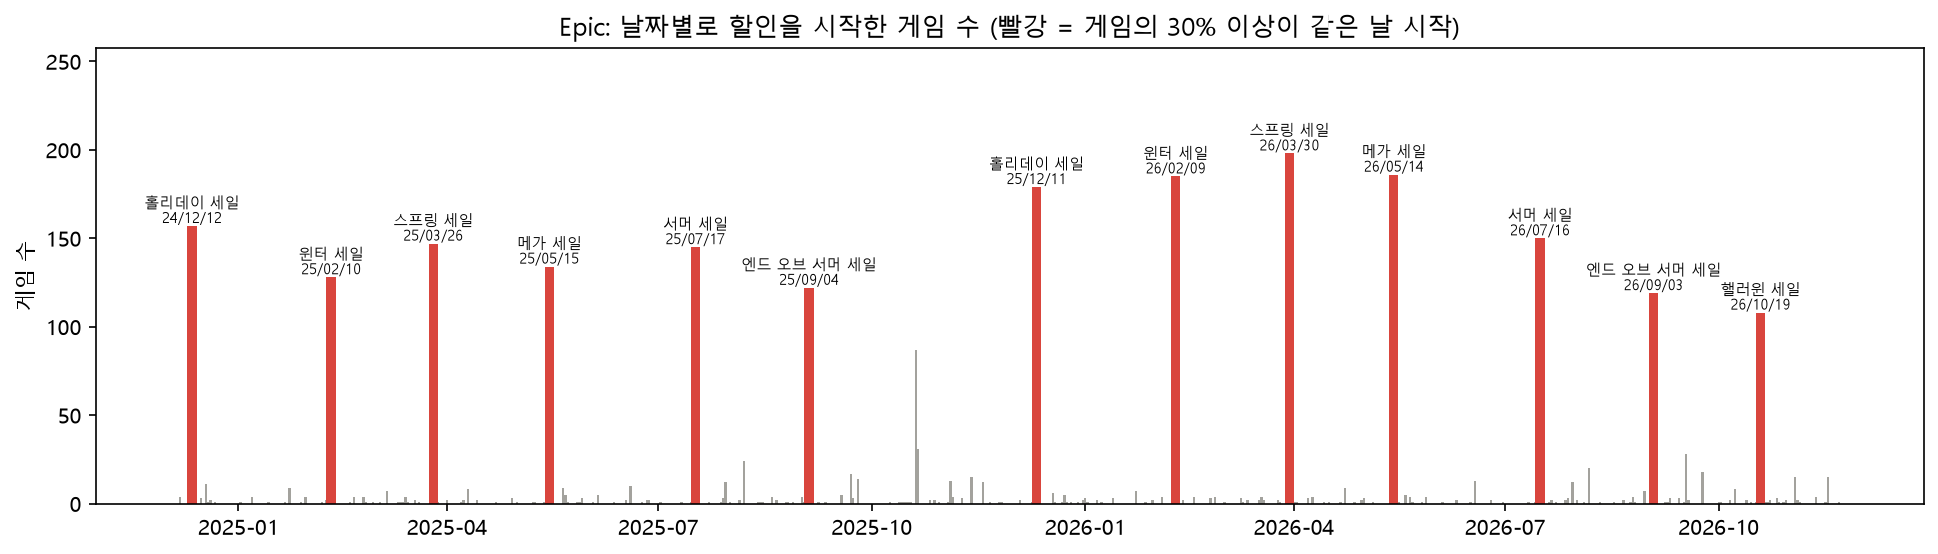 Epic: 날짜별로 할인을 시작한 게임 수 (빨강 = 게임의 30% 이상이 같은 날 시작)
게임 수
250
200
150
100
50
0
홀리데이 세일
24/12/12
윈터 세일
25/02/10
스프링 세일
25/03/26
메가 세일
25/05/15
서머 세일
25/07/17
엔드 오브 서머 세일
25/09/04
홀리데이 세일
25/12/11
윈터 세일
26/02/09
스프링 세일
26/03/30
메가 세일
26/05/14
서머 세일
26/07/16
엔드 오브 서머 세일
26/09/03
핼러윈 세일
26/10/19
2025-01
2025-04
2025-07
2025-10
2026-01
2026-04
2026-07
2026-10